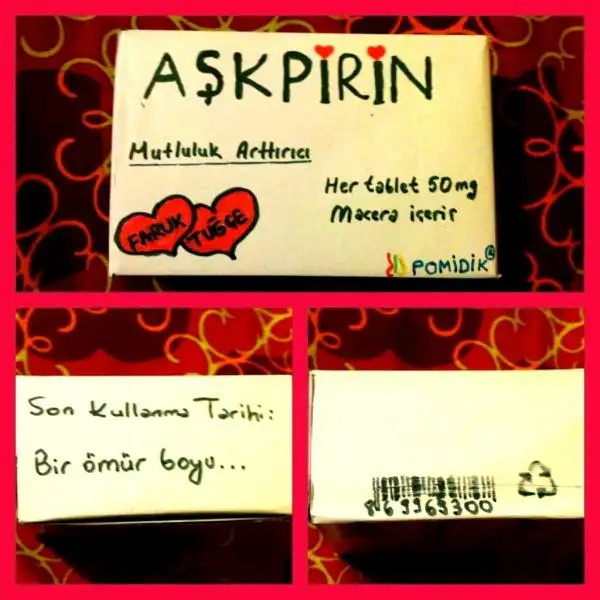 AŞKPİRİN
Mutluluk Arttırıcı
Her tablet 50mg
Macera içerir
FARUK
TUĞÇE
POMİDİK
Son Kullanma Tarihi:
Bir ömür boyu...